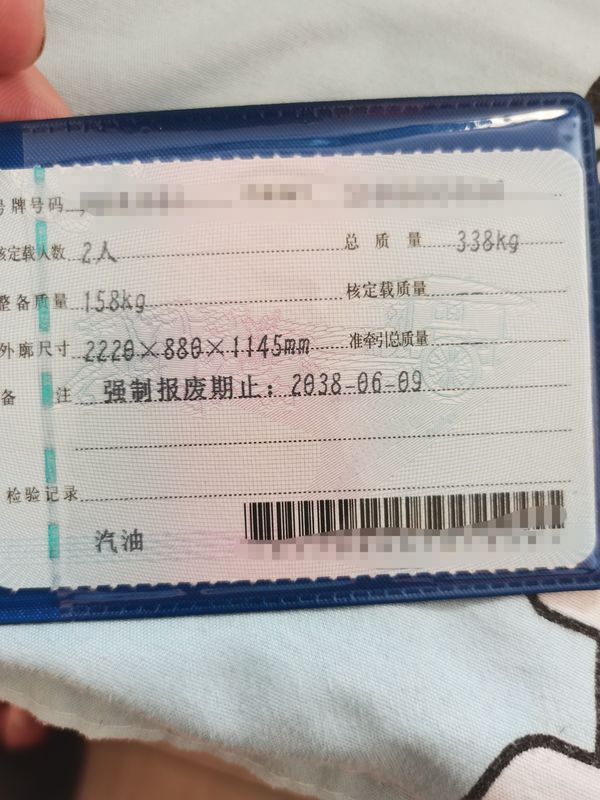 号牌号码
核定载人数 2人 总质量 338kg
整备质量 158kg 核定载质量
外廓尺寸 2220×880×1145mm 准牵引总质量
备注 强制报废期止：2038-06-09
检验记录
汽油